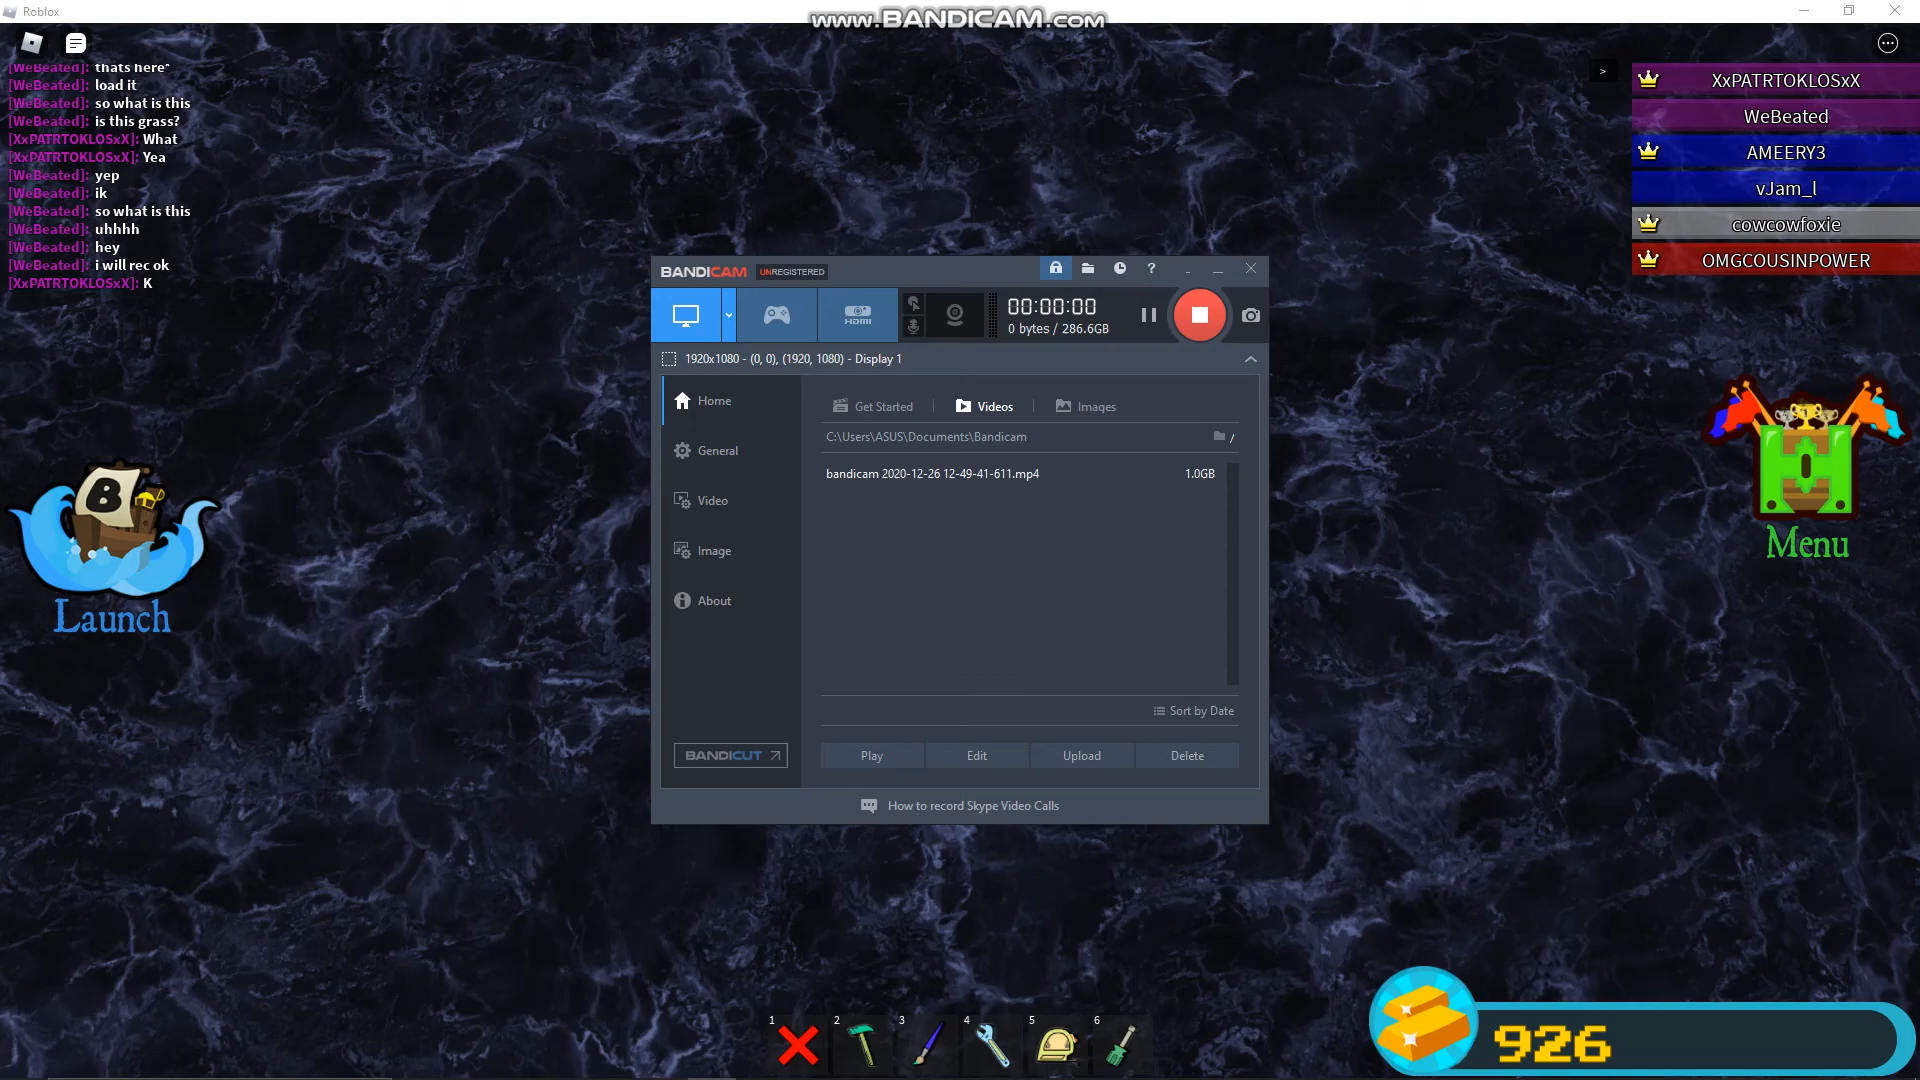 Roblox
www.BANDICAM.com
[WeBeated]: thats here"
[WeBeated]: load it
[WeBeated]: so what is this
[WeBeated]: is this grass?
[XxPATRTOKLOSxX]: What
[XxPATRTOKLOSxX]: Yea
[WeBeated]: yep
[WeBeated]: ik
[WeBeated]: so what is this
[WeBeated]: uhhhh
[WeBeated]: hey
[WeBeated]: i will rec ok
[XxPATRTOKLOSxX]: K
>
XxPATRTOKLOSxX
WeBeated
AMEERY3
vJam_l
cowcowfoxie
OMGCOUSINPOWER
BANDICAM UNREGISTERED
?
HDMI
00:00:00
0 bytes / 286.6GB
1920x1080 - (0, 0), (1920, 1080) - Display 1
Home
General
Video
Image
About
BANDICUT
Get Started
Videos
Images
C:\Users\ASUS\Documents\Bandicam
/
bandicam 2020-12-26 12-49-41-611.mp4 1.0GB
Sort by Date
Play
Edit
Upload
Delete
How to record Skype Video Calls
B
Launch
Menu
1
2
3
4
5
6
926